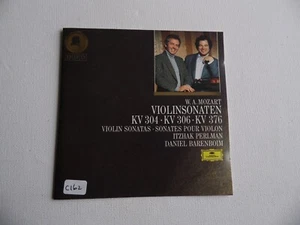 W. A. MOZART
VIOLINSONATEN
KV 304 · KV 306 · KV 376
VIOLIN SONATAS · SONATES POUR VIOLON
ITZHAK PERLMAN
DANIEL BARENBOIM
C162